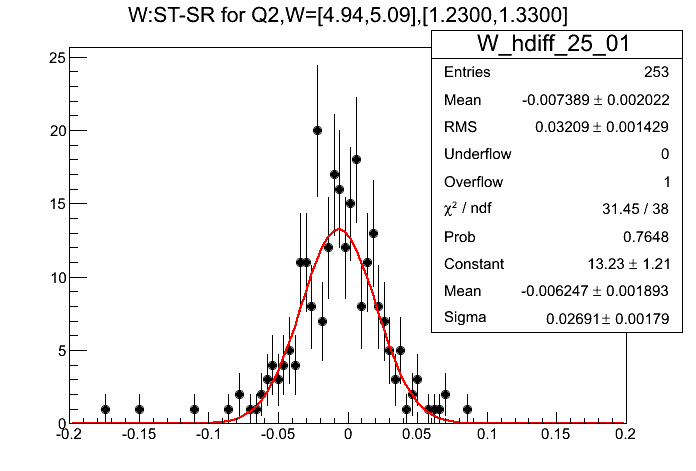 W:ST-SR for Q2,W=[4.94,5.09],[1.2300,1.3300]
W_hdiff_25_01
Entries 253
Mean -0.007389 ± 0.002022
RMS 0.03209 ± 0.001429
Underflow 0
Overflow 1
χ² / ndf 31.45 / 38
Prob 0.7648
Constant 13.23 ± 1.21
Mean -0.006247 ± 0.001893
Sigma 0.02691 ± 0.00179
25
20
15
10
5
0
-0.2 -0.15 -0.1 -0.05 0 0.05 0.1 0.15 0.2